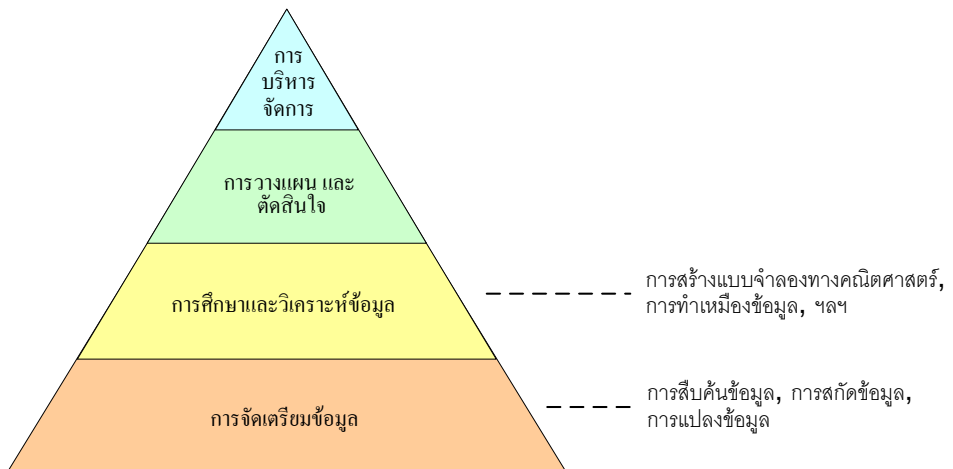 การ
บริหาร
จัดการ
การวางแผน และ
ตัดสินใจ
การศึกษาและวิเคราะห์ข้อมูล
การสร้างแบบจำลองทางคณิตศาสตร์,
การทำเหมืองข้อมูล, ฯลฯ
การจัดเตรียมข้อมูล
การสืบค้นข้อมูล, การสกัดข้อมูล,
การแปลงข้อมูล